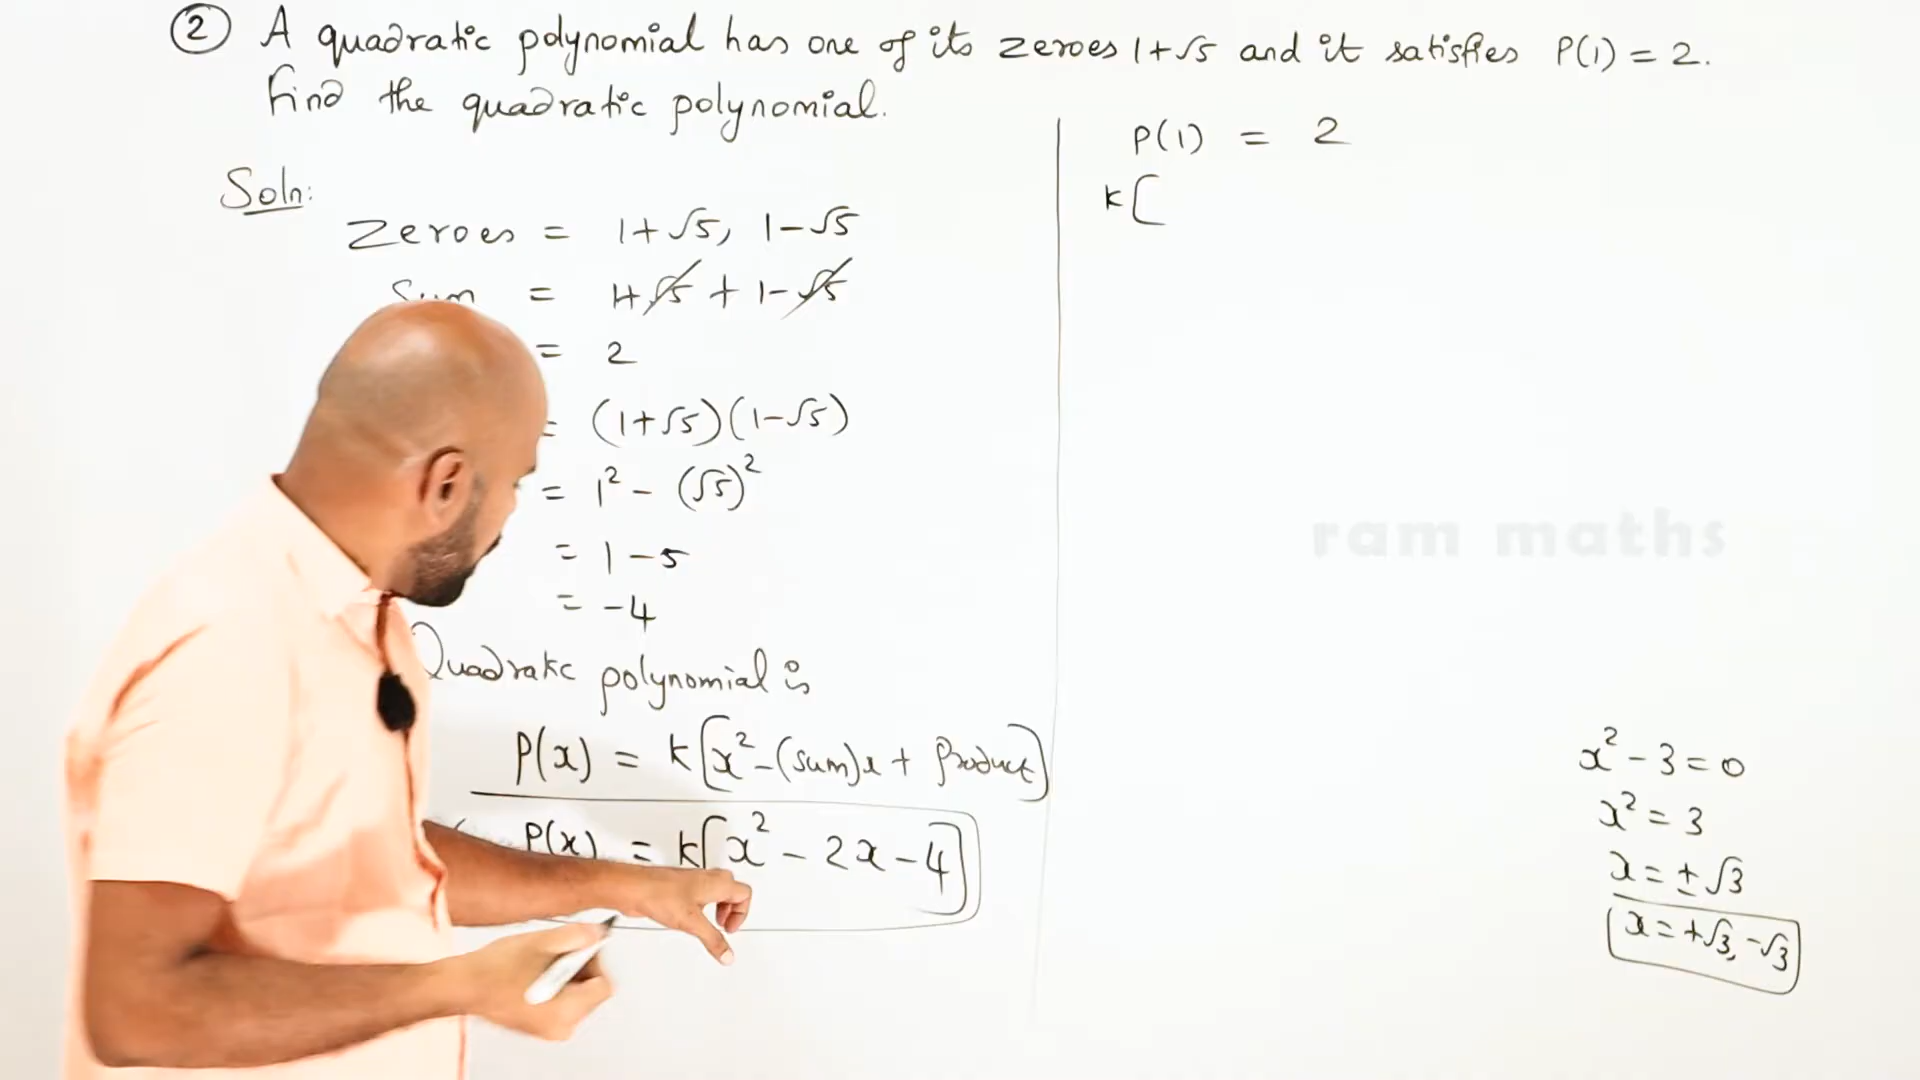 ② A quadratic polynomial has one of its zeroes 1+√5 and it satisfies P(1) = 2.
Find the quadratic polynomial.
Soln:
Zeroes = 1+√5, 1-√5
Sum = 1+√5 + 1-√5
= 2
= (1+√5)(1-√5)
= 1² - (√5)²
= 1-5
= -4
Quadratic polynomial is
P(x) = k[x²-(sum)x + Product]
P(x) = k[x² - 2x - 4]
P(1) = 2
k[
ram maths
x² - 3 = 0
x² = 3
x = ±√3
x = +√3, -√3